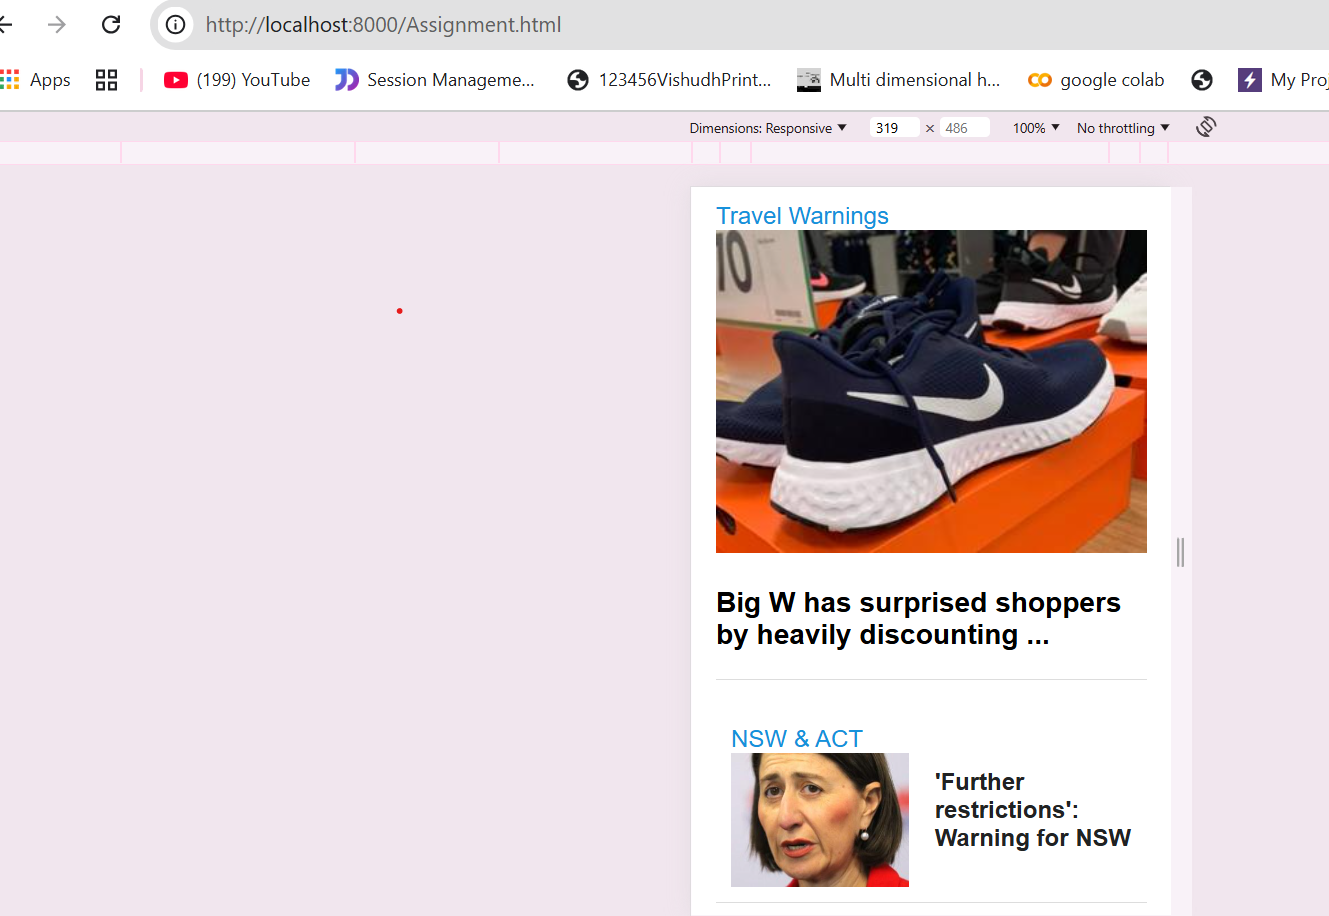 http://localhost:8000/Assignment.html
Apps
(199) YouTube
Session Manageme...
123456VishudhPrint...
Multi dimensional h...
google colab
My Proj
Dimensions: Responsive 319 × 486 100% No throttling
Travel Warnings
10
Big W has surprised shoppers
by heavily discounting ...
NSW & ACT
'Further
restrictions':
Warning for NSW